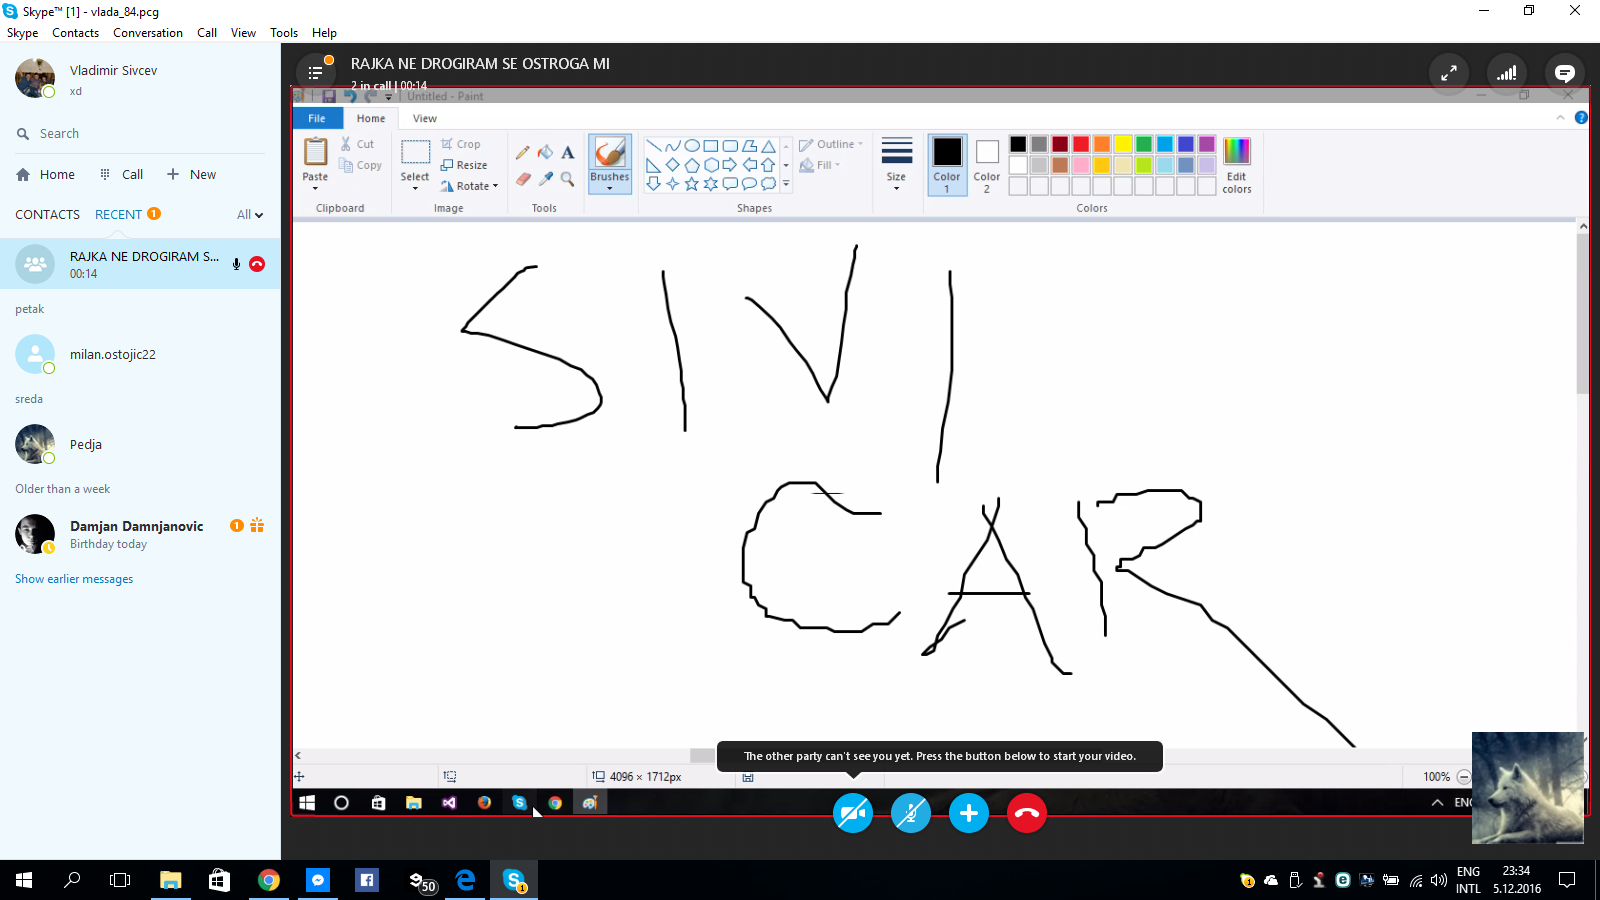 Skype™ [1] - vlada_84.pcg
Skype Contacts Conversation Call View Tools Help
Vladimir Sivcev
xd
Search
Home Call New
CONTACTS RECENT 1 All
RAJKA NE DROGIRAM S...
00:14
petak
milan.ostojic22
sreda
Pedja
Older than a week
Damjan Damnjanovic 1
Birthday today
Show earlier messages
RAJKA NE DROGIRAM SE OSTROGA MI
2 in call | 00:14
Untitled - Paint
File Home View
Paste Cut Copy
Clipboard
Select Crop Resize Rotate
Image
A
Tools
Brushes
Outline Fill
Shapes
Size
Color 1
Color 2
Edit colors
Colors
SIVI
CAR
The other party can't see you yet. Press the button below to start your video.
4096 × 1712px
100%
ENG
50
1
1
ENG
INTL
23:34
5.12.2016